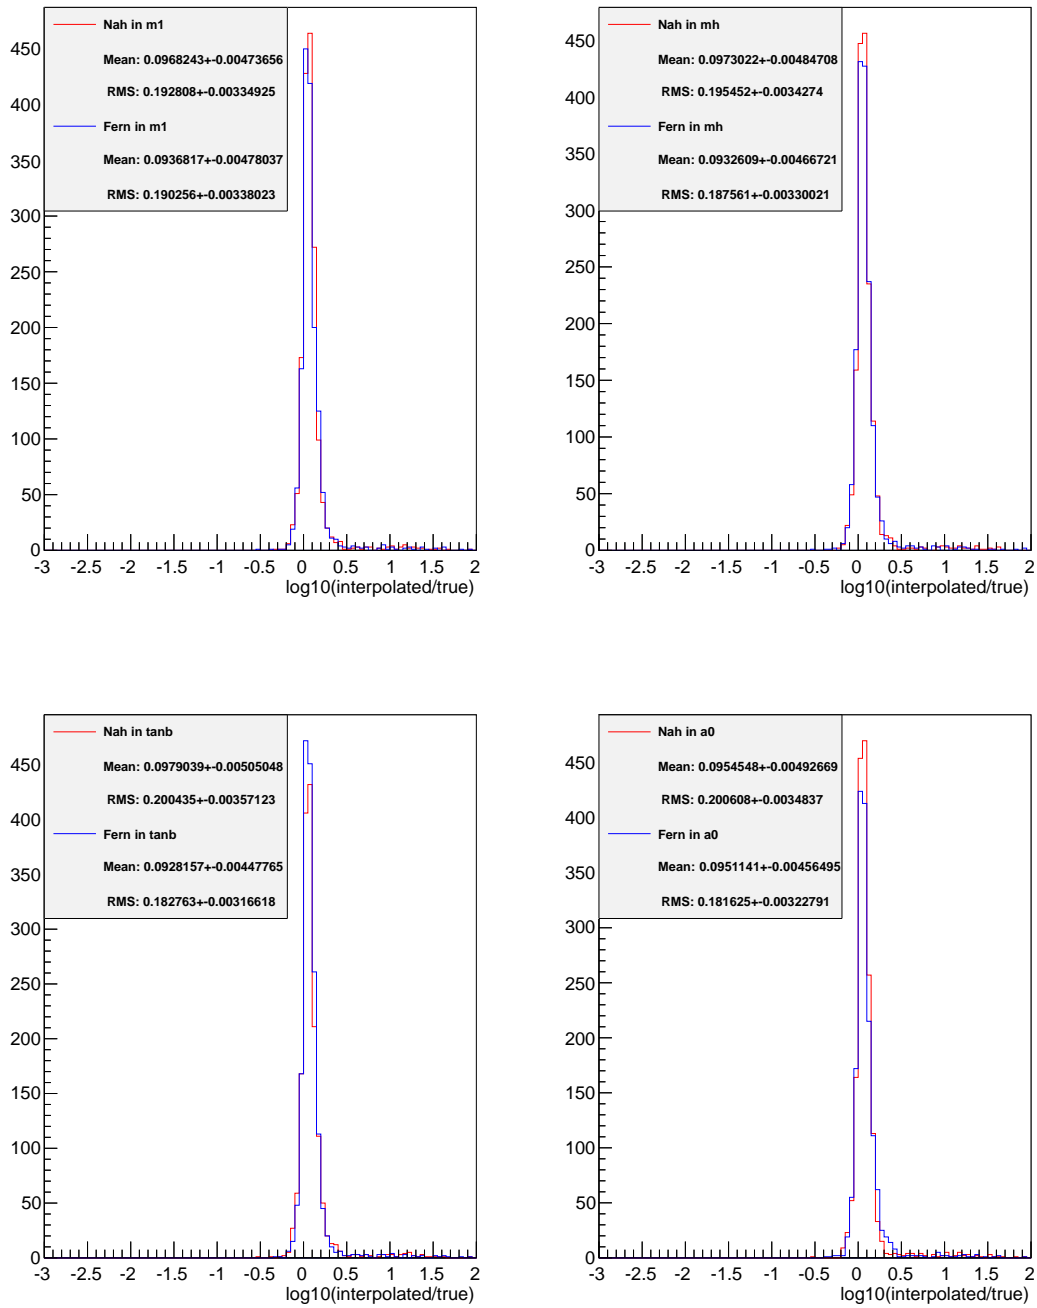 Nah in m1
Mean: 0.0968243+-0.00473656
RMS: 0.192808+-0.00334925
Fern in m1
Mean: 0.0936817+-0.00478037
RMS: 0.190256+-0.00338023
450
400
350
300
250
200
150
100
50
0
-3 -2.5 -2 -1.5 -1 -0.5 0 0.5 1 1.5 2
log10(interpolated/true)
Nah in mh
Mean: 0.0973022+-0.00484708
RMS: 0.195452+-0.0034274
Fern in mh
Mean: 0.0932609+-0.00466721
RMS: 0.187561+-0.00330021
450
400
350
300
250
200
150
100
50
0
-3 -2.5 -2 -1.5 -1 -0.5 0 0.5 1 1.5 2
log10(interpolated/true)
Nah in tanb
Mean: 0.0979039+-0.00505048
RMS: 0.200435+-0.00357123
Fern in tanb
Mean: 0.0928157+-0.00447765
RMS: 0.182763+-0.00316618
450
400
350
300
250
200
150
100
50
0
-3 -2.5 -2 -1.5 -1 -0.5 0 0.5 1 1.5 2
log10(interpolated/true)
Nah in a0
Mean: 0.0954548+-0.00492669
RMS: 0.200608+-0.0034837
Fern in a0
Mean: 0.0951141+-0.00456495
RMS: 0.181625+-0.00322791
450
400
350
300
250
200
150
100
50
0
-3 -2.5 -2 -1.5 -1 -0.5 0 0.5 1 1.5 2
log10(interpolated/true)